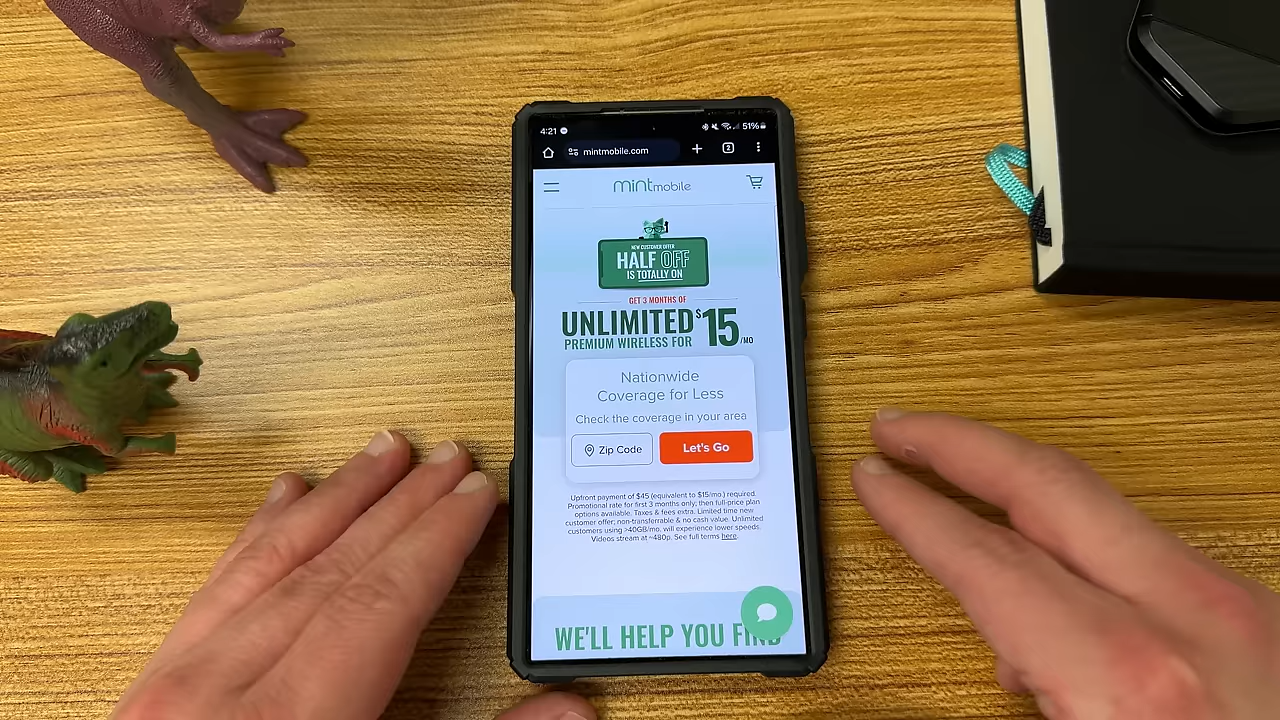 4:21
51%
mintmobile.com
2
mint mobile
NEW CUSTOMER OFFER
HALF OFF
IS TOTALLY ON
GET 3 MONTHS OF
UNLIMITED
PREMIUM WIRELESS FOR
$15/MO
Nationwide
Coverage for Less
Check the coverage in your area
Zip Code
Let's Go
Upfront payment of $45 (equivalent to $15/mo.) required.
Promotional rate for first 3 months only; then full-price plan
options available. Taxes & fees extra. Limited time new
customer offer; non-transferrable & no cash value. Unlimited
customers using >40GB/mo. will experience lower speeds.
Videos stream at ~480p. See full terms here.
WE'LL HELP YOU FIND